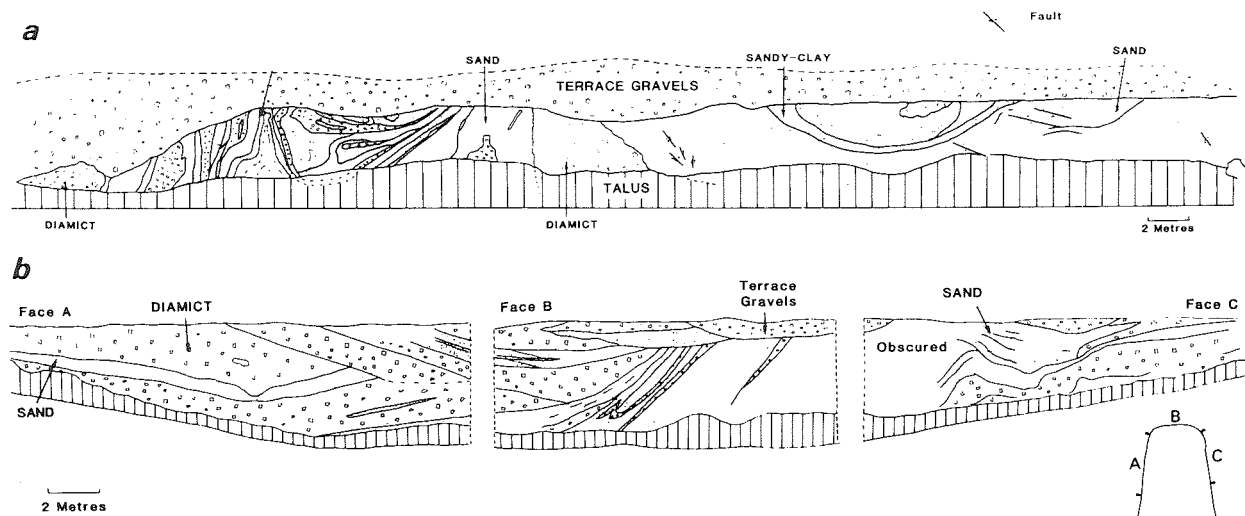 a
Fault
SAND
SANDY-CLAY
SAND
TERRACE GRAVELS
TALUS
DIAMICT
DIAMICT
2 Metres
b
Face A
DIAMICT
Face B
Terrace
Gravels
SAND
Face C
Obscured
SAND
2 Metres
B
A
C